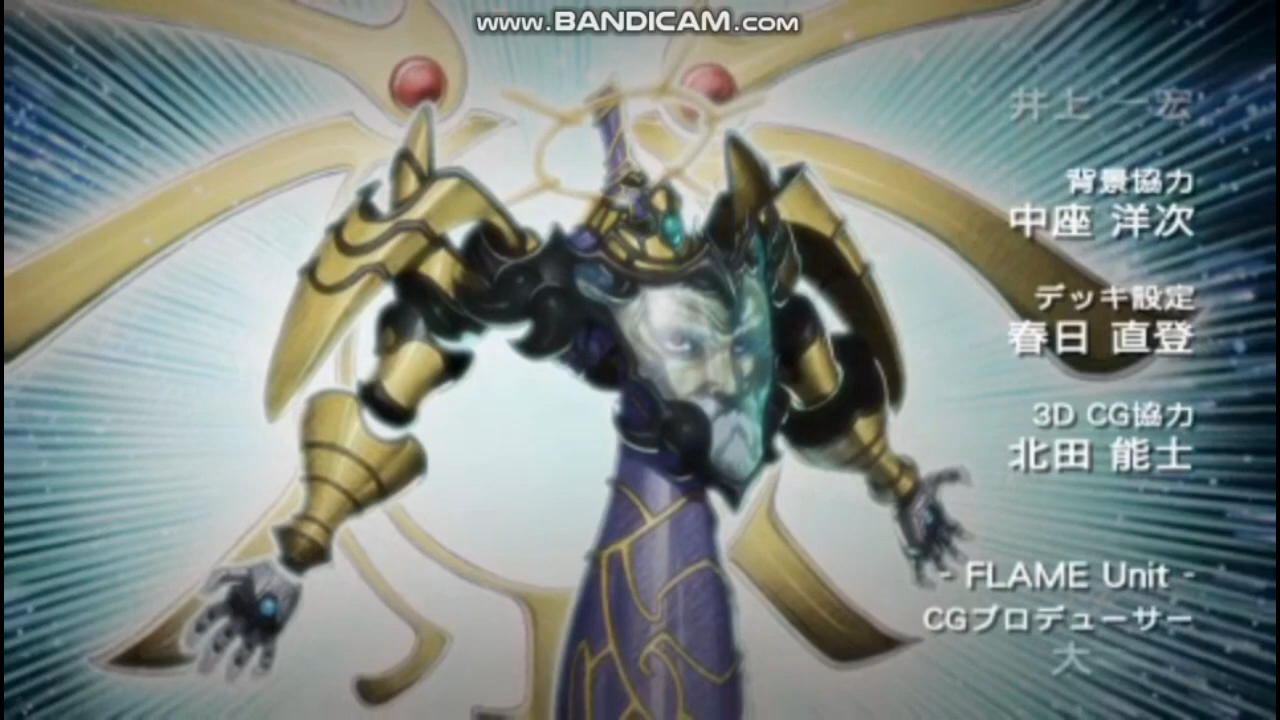 www.BANDICAM.com
井上 一宏
背景協力
中座 洋次
デッキ設定
春日 直登
3D CG協力
北田 能士
- FLAME Unit -
CGプロデューサー
大